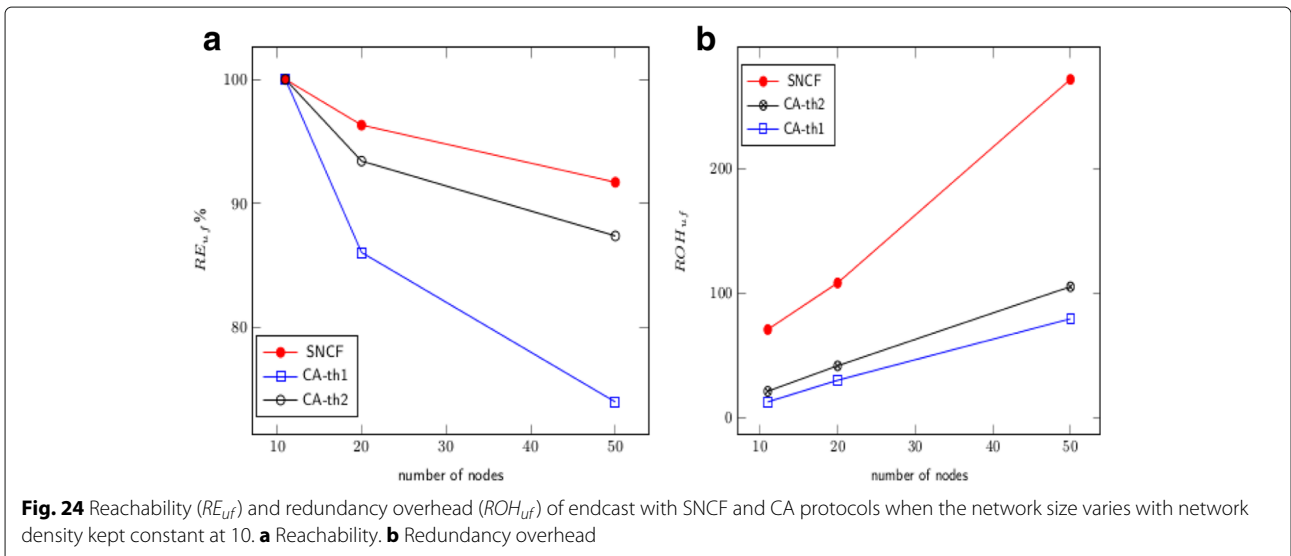 a
100
90
80
10
20
30
40
50
RE_{uf}%
number of nodes
SNCF
CA-th1
CA-th2
b
200
100
0
10
20
30
40
50
ROH_{uf}
number of nodes
SNCF
CA-th2
CA-th1
Fig. 24 Reachability (RE_{uf}) and redundancy overhead (ROH_{uf}) of endcast with SNCF and CA protocols when the network size varies with network
density kept constant at 10. a Reachability. b Redundancy overhead